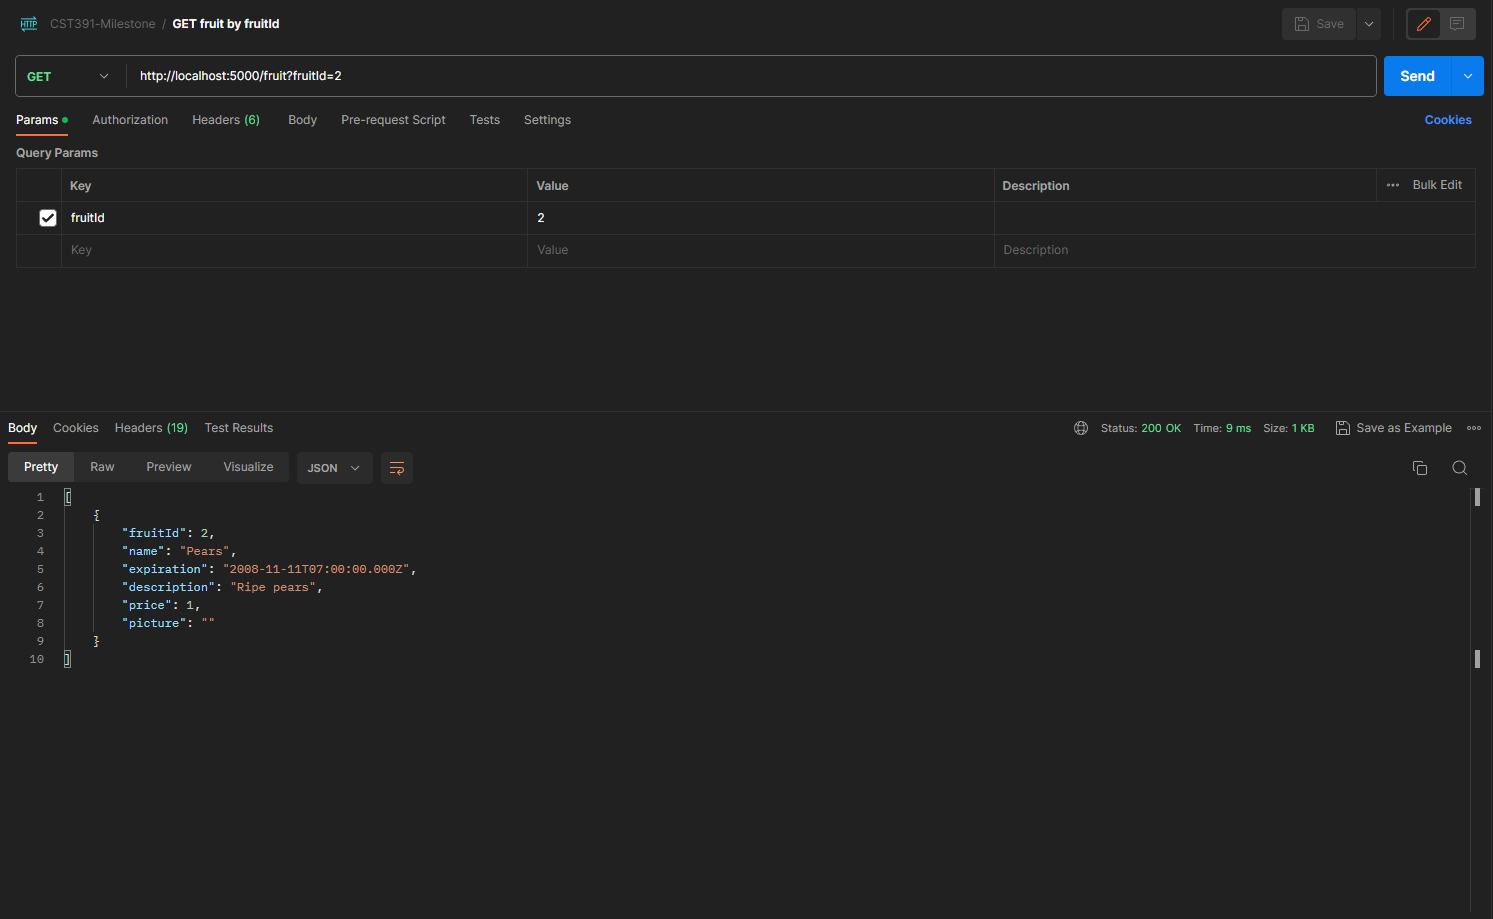 HTTP CST391-Milestone / GET fruit by fruitId Save
GET http://localhost:5000/fruit?fruitId=2 Send
Params Authorization Headers (6) Body Pre-request Script Tests Settings Cookies
Query Params
Key Value Description Bulk Edit
fruitId 2
Key Value Description
Body Cookies Headers (19) Test Results Status: 200 OK Time: 9 ms Size: 1 KB Save as Example
Pretty Raw Preview Visualize JSON
1 [
2 {
3 "fruitId": 2,
4 "name": "Pears",
5 "expiration": "2008-11-11T07:00:00.000Z",
6 "description": "Ripe pears",
7 "price": 1,
8 "picture": ""
9 }
10 ]